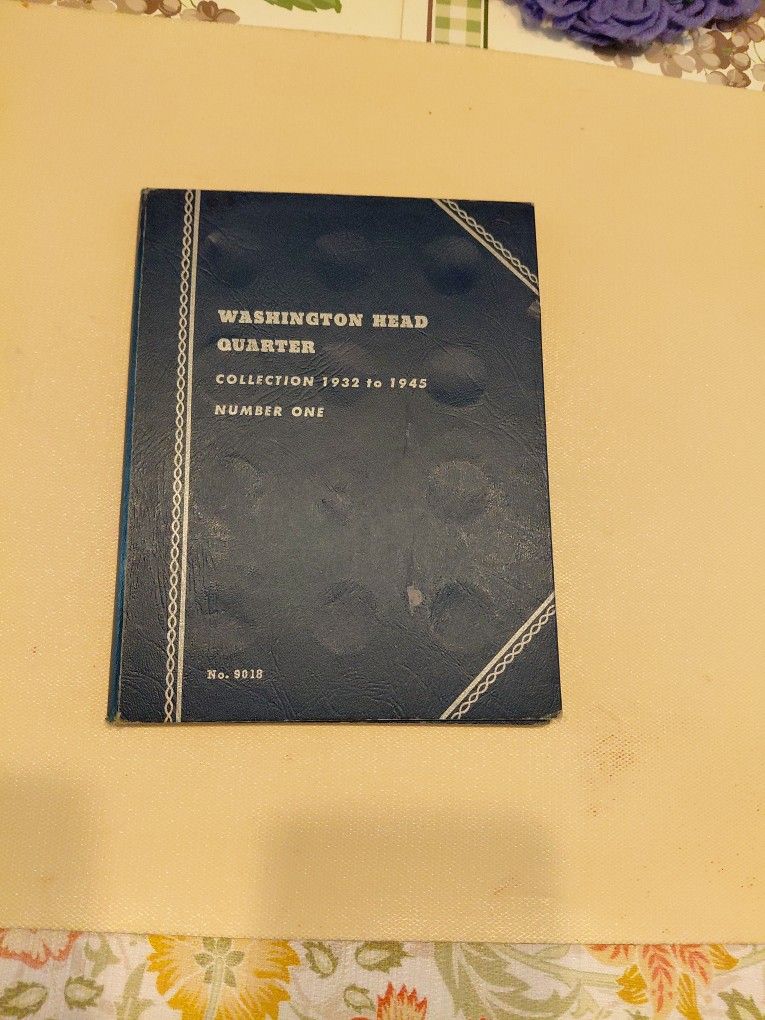 WASHINGTON HEAD
QUARTER
COLLECTION 1932 to 1945
NUMBER ONE
No. 9018